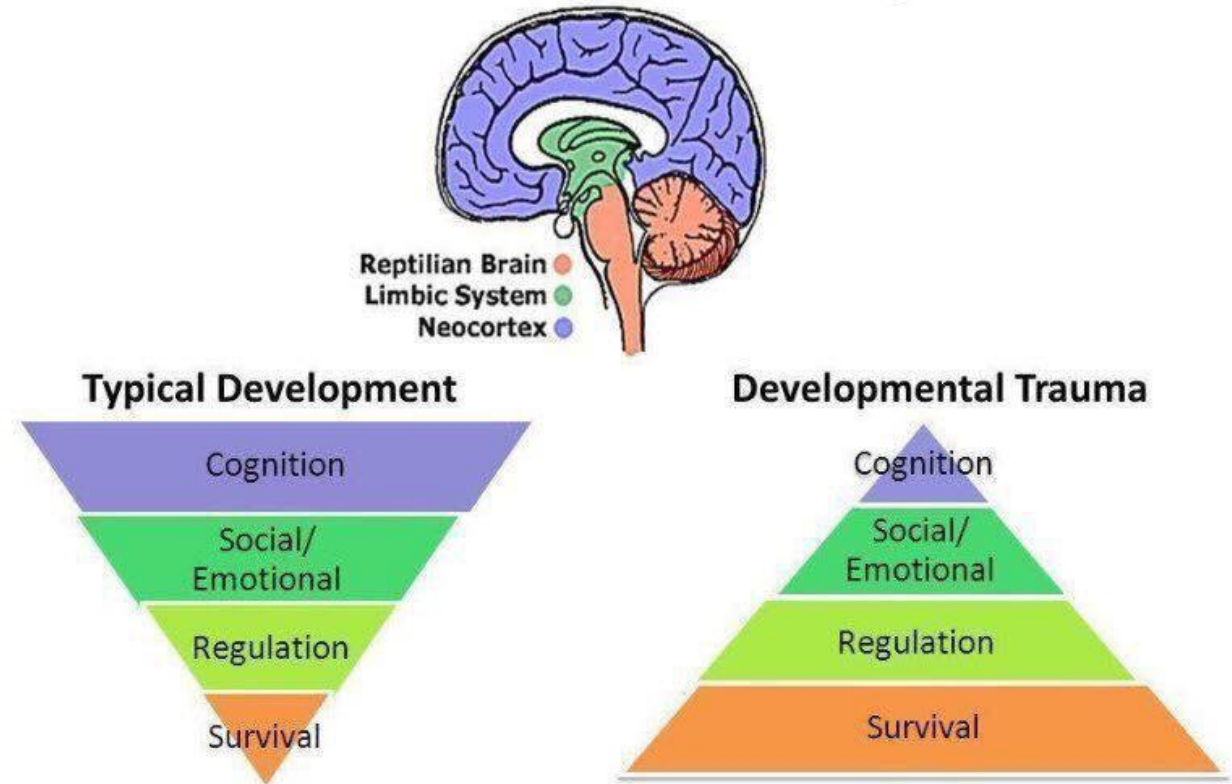 Reptilian Brain
Limbic System
Neocortex
Typical Development
Cognition
Social/
Emotional
Regulation
Survival
Developmental Trauma
Cognition
Social/
Emotional
Regulation
Survival